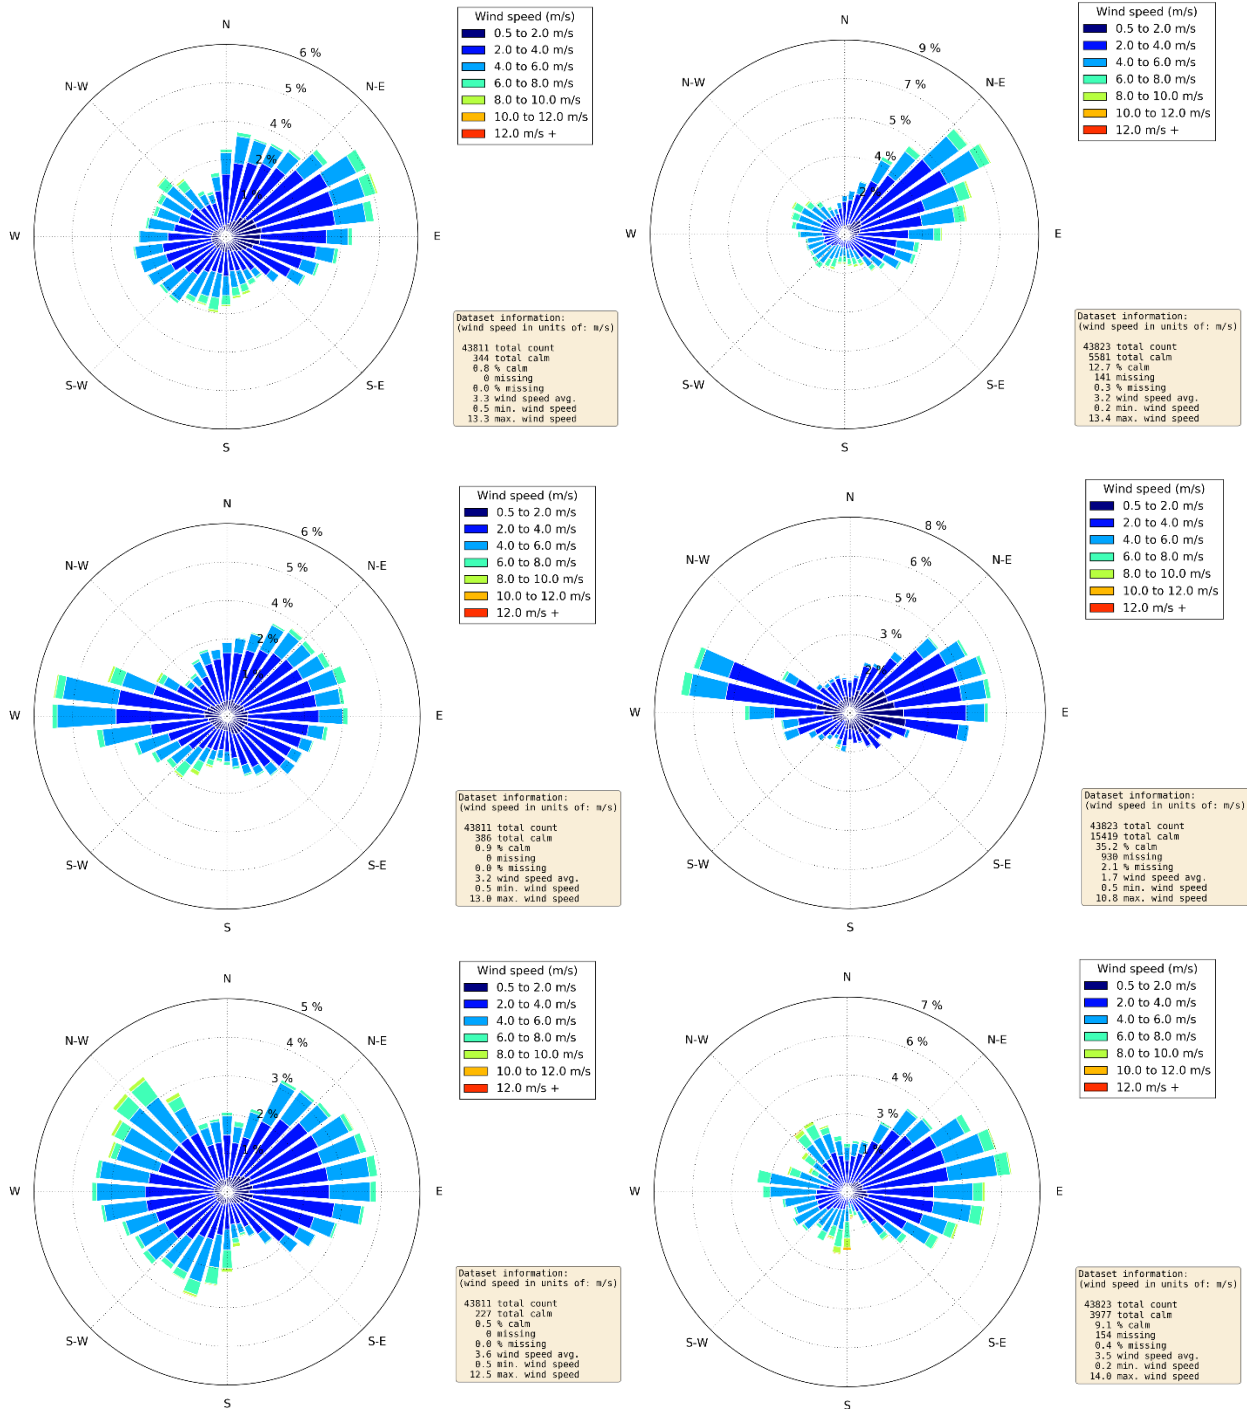 N
N-E
E
S-E
S
S-W
W
N-W
2 %
4 %
5 %
6 %
Wind speed (m/s)
0.5 to 2.0 m/s
2.0 to 4.0 m/s
4.0 to 6.0 m/s
6.0 to 8.0 m/s
8.0 to 10.0 m/s
10.0 to 12.0 m/s
12.0 m/s +
Dataset information:
(wind speed in units of: m/s)
43811 total count
344 total calm
0.8 % calm
0 missing
0.0 % missing
3.3 wind speed avg.
0.5 min. wind speed
13.3 max. wind speed
N
N-E
E
S-E
S
W
4 %
5 %
7 %
9 %
Wind speed (m/s)
0.5 to 2.0 m/s
2.0 to 4.0 m/s
4.0 to 6.0 m/s
6.0 to 8.0 m/s
8.0 to 10.0 m/s
10.0 to 12.0 m/s
12.0 m/s +
N-W
S-W
Dataset information:
(wind speed in units of: m/s)
43823 total count
5581 total calm
12.7 % calm
141 missing
0.3 % missing
3.2 wind speed avg.
0.2 min. wind speed
13.4 max. wind speed
N
N-E
E
S-E
S
S-W
W
N-W
2 %
4 %
5 %
6 %
Wind speed (m/s)
0.5 to 2.0 m/s
2.0 to 4.0 m/s
4.0 to 6.0 m/s
6.0 to 8.0 m/s
8.0 to 10.0 m/s
10.0 to 12.0 m/s
12.0 m/s +
Dataset information:
(wind speed in units of: m/s)
43811 total count
386 total calm
0.9 % calm
0 missing
0.0 % missing
3.2 wind speed avg.
0.5 min. wind speed
13.0 max. wind speed
N
N-E
E
S-E
S
S-W
W
N-W
3 %
5 %
6 %
8 %
Wind speed (m/s)
0.5 to 2.0 m/s
2.0 to 4.0 m/s
4.0 to 6.0 m/s
6.0 to 8.0 m/s
8.0 to 10.0 m/s
10.0 to 12.0 m/s
12.0 m/s +
Dataset information:
(wind speed in units of: m/s)
43823 total count
15419 total calm
35.2 % calm
930 missing
2.1 % missing
1.7 wind speed avg.
0.5 min. wind speed
10.8 max. wind speed
N
N-E
E
S-E
S
S-W
W
N-W
2 %
3 %
4 %
5 %
Wind speed (m/s)
0.5 to 2.0 m/s
2.0 to 4.0 m/s
4.0 to 6.0 m/s
6.0 to 8.0 m/s
8.0 to 10.0 m/s
10.0 to 12.0 m/s
12.0 m/s +
Dataset information:
(wind speed in units of: m/s)
43811 total count
227 total calm
0.5 % calm
0 missing
0.0 % missing
3.6 wind speed avg.
0.5 min. wind speed
12.5 max. wind speed
N
N-E
E
S-E
S
S-W
W
N-W
3 %
4 %
6 %
7 %
Wind speed (m/s)
0.5 to 2.0 m/s
2.0 to 4.0 m/s
4.0 to 6.0 m/s
6.0 to 8.0 m/s
8.0 to 10.0 m/s
10.0 to 12.0 m/s
12.0 m/s +
Dataset information:
(wind speed in units of: m/s)
43823 total count
3977 total calm
9.1 % calm
154 missing
0.4 % missing
3.5 wind speed avg.
0.2 min. wind speed
14.0 max. wind speed